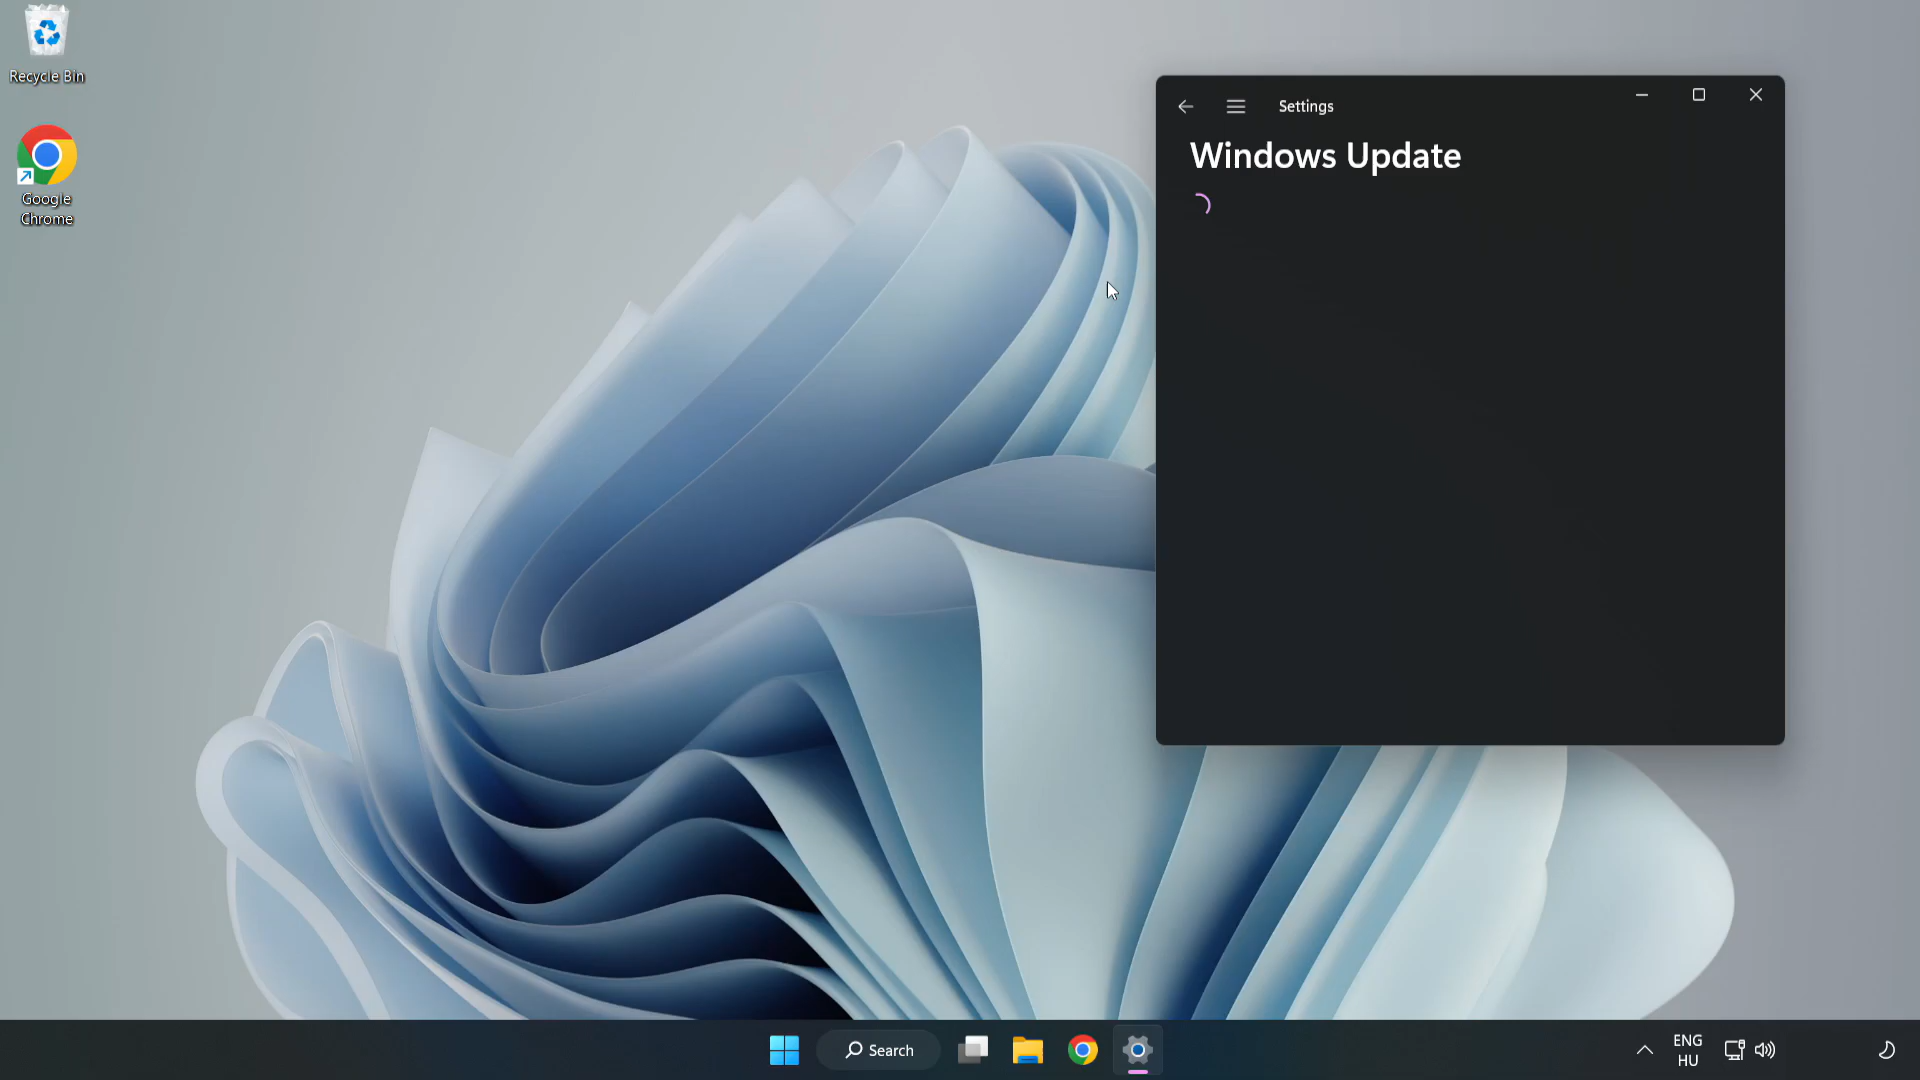 Recycle Bin
Google
Chrome
Settings
Windows Update
Search
ENG
HU